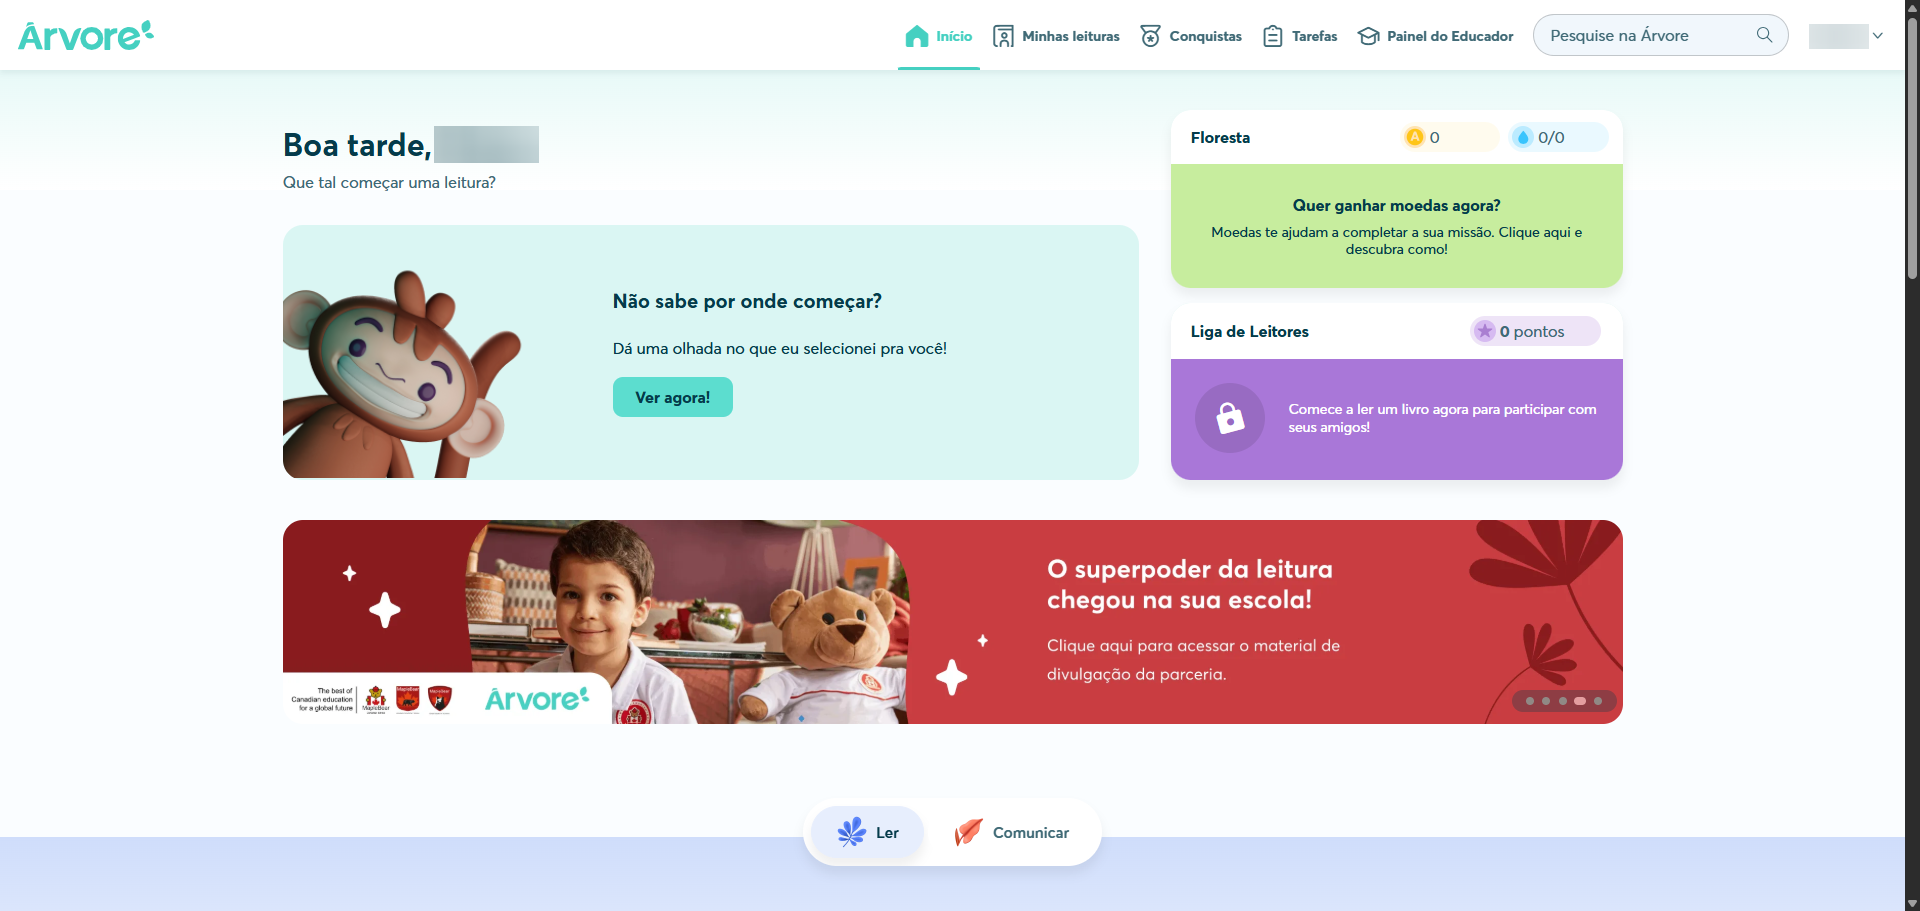 Árvore
Início
Minhas leituras
Conquistas
Tarefas
Painel do Educador
Pesquise na Árvore
Boa tarde,
Que tal começar uma leitura?
Não sabe por onde começar?
Dá uma olhada no que eu selecionei pra você!
Ver agora!
Floresta
A 0
0/0
Quer ganhar moedas agora?
Moedas te ajudam a completar a sua missão. Clique aqui e
descubra como!
Liga de Leitores
0 pontos
Comece a ler um livro agora para participar com
seus amigos!
O superpoder da leitura
chegou na sua escola!
Clique aqui para acessar o material de
divulgação da parceria.
The best of
Canadian education
for a global future
MapleBear
MapleBear
MapleBear
Árvore
Ler
Comunicar